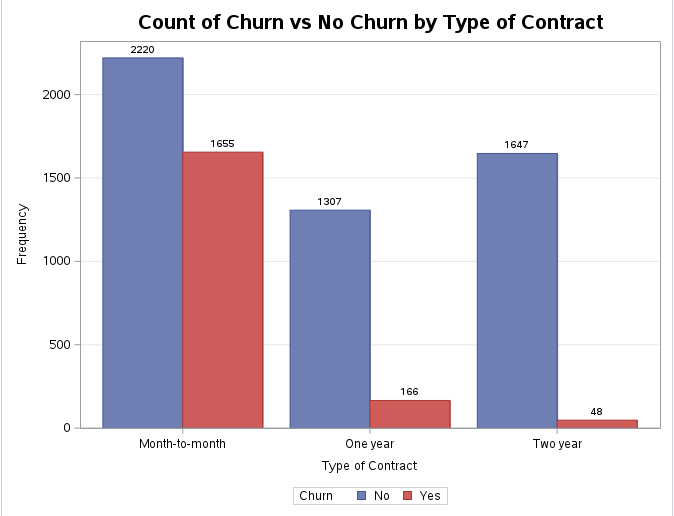 Count of Churn vs No Churn by Type of Contract
2220
1655
1307
166
1647
48
2000
1500
1000
500
0
Frequency
Month-to-month
One year
Two year
Type of Contract
Churn No Yes